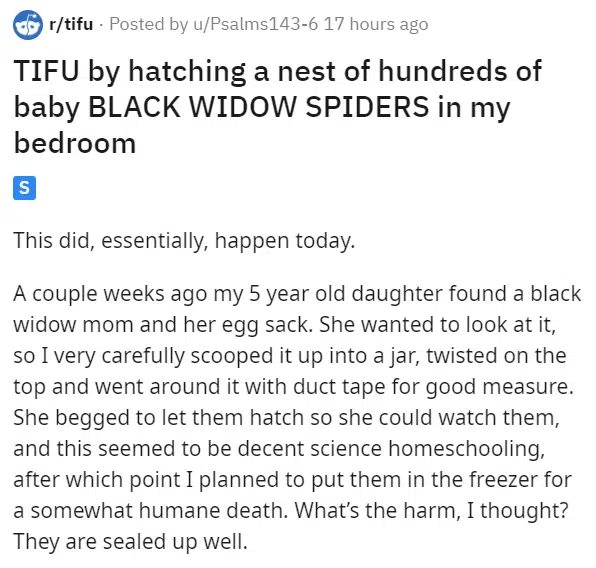 r/tifu · Posted by u/Psalms143-6 17 hours ago
TIFU by hatching a nest of hundreds of
baby BLACK WIDOW SPIDERS in my
bedroom
S
This did, essentially, happen today.
A couple weeks ago my 5 year old daughter found a black
widow mom and her egg sack. She wanted to look at it,
so I very carefully scooped it up into a jar, twisted on the
top and went around it with duct tape for good measure.
She begged to let them hatch so she could watch them,
and this seemed to be decent science homeschooling,
after which point I planned to put them in the freezer for
a somewhat humane death. What’s the harm, I thought?
They are sealed up well.